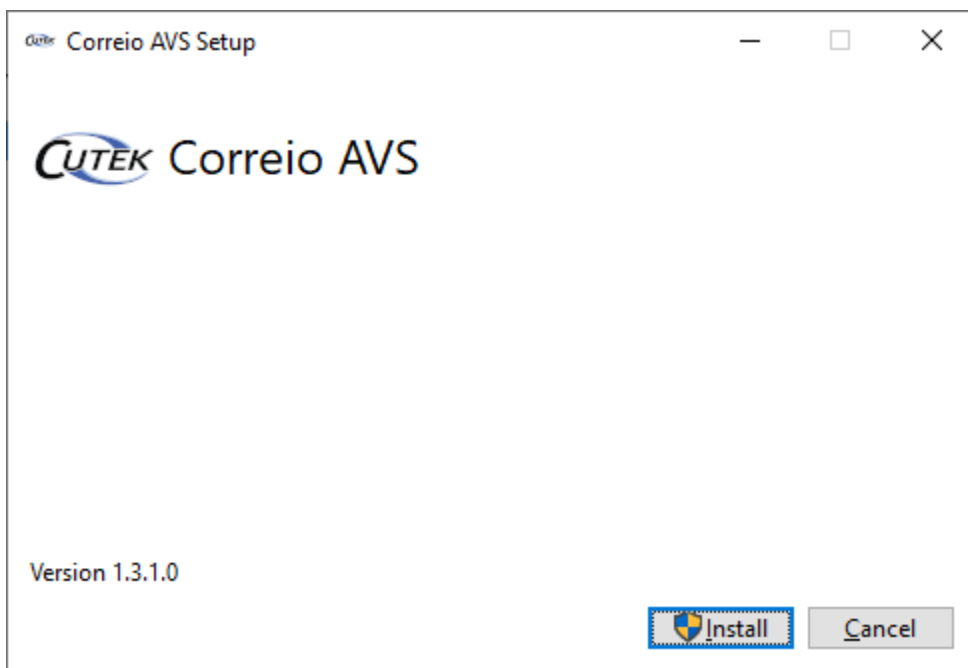 Correio AVS Setup
CUTEK Correio AVS
Version 1.3.1.0
Install Cancel